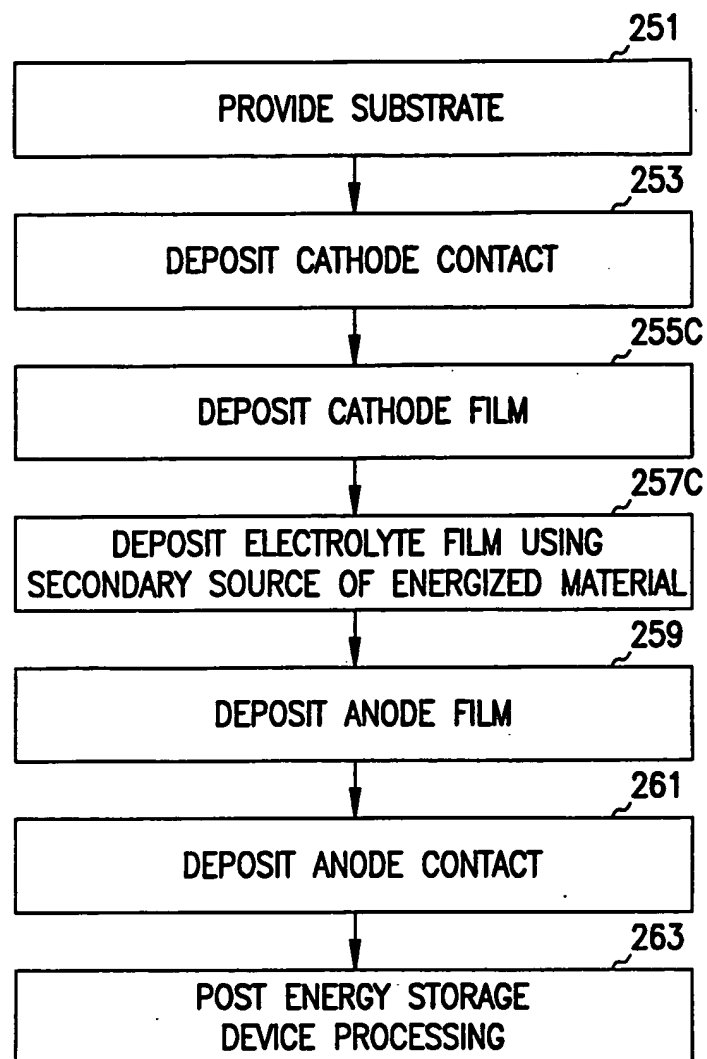 251
PROVIDE SUBSTRATE
253
DEPOSIT CATHODE CONTACT
255C
DEPOSIT CATHODE FILM
257C
DEPOSIT ELECTROLYTE FILM USING
SECONDARY SOURCE OF ENERGIZED MATERIAL
259
DEPOSIT ANODE FILM
261
DEPOSIT ANODE CONTACT
263
POST ENERGY STORAGE
DEVICE PROCESSING